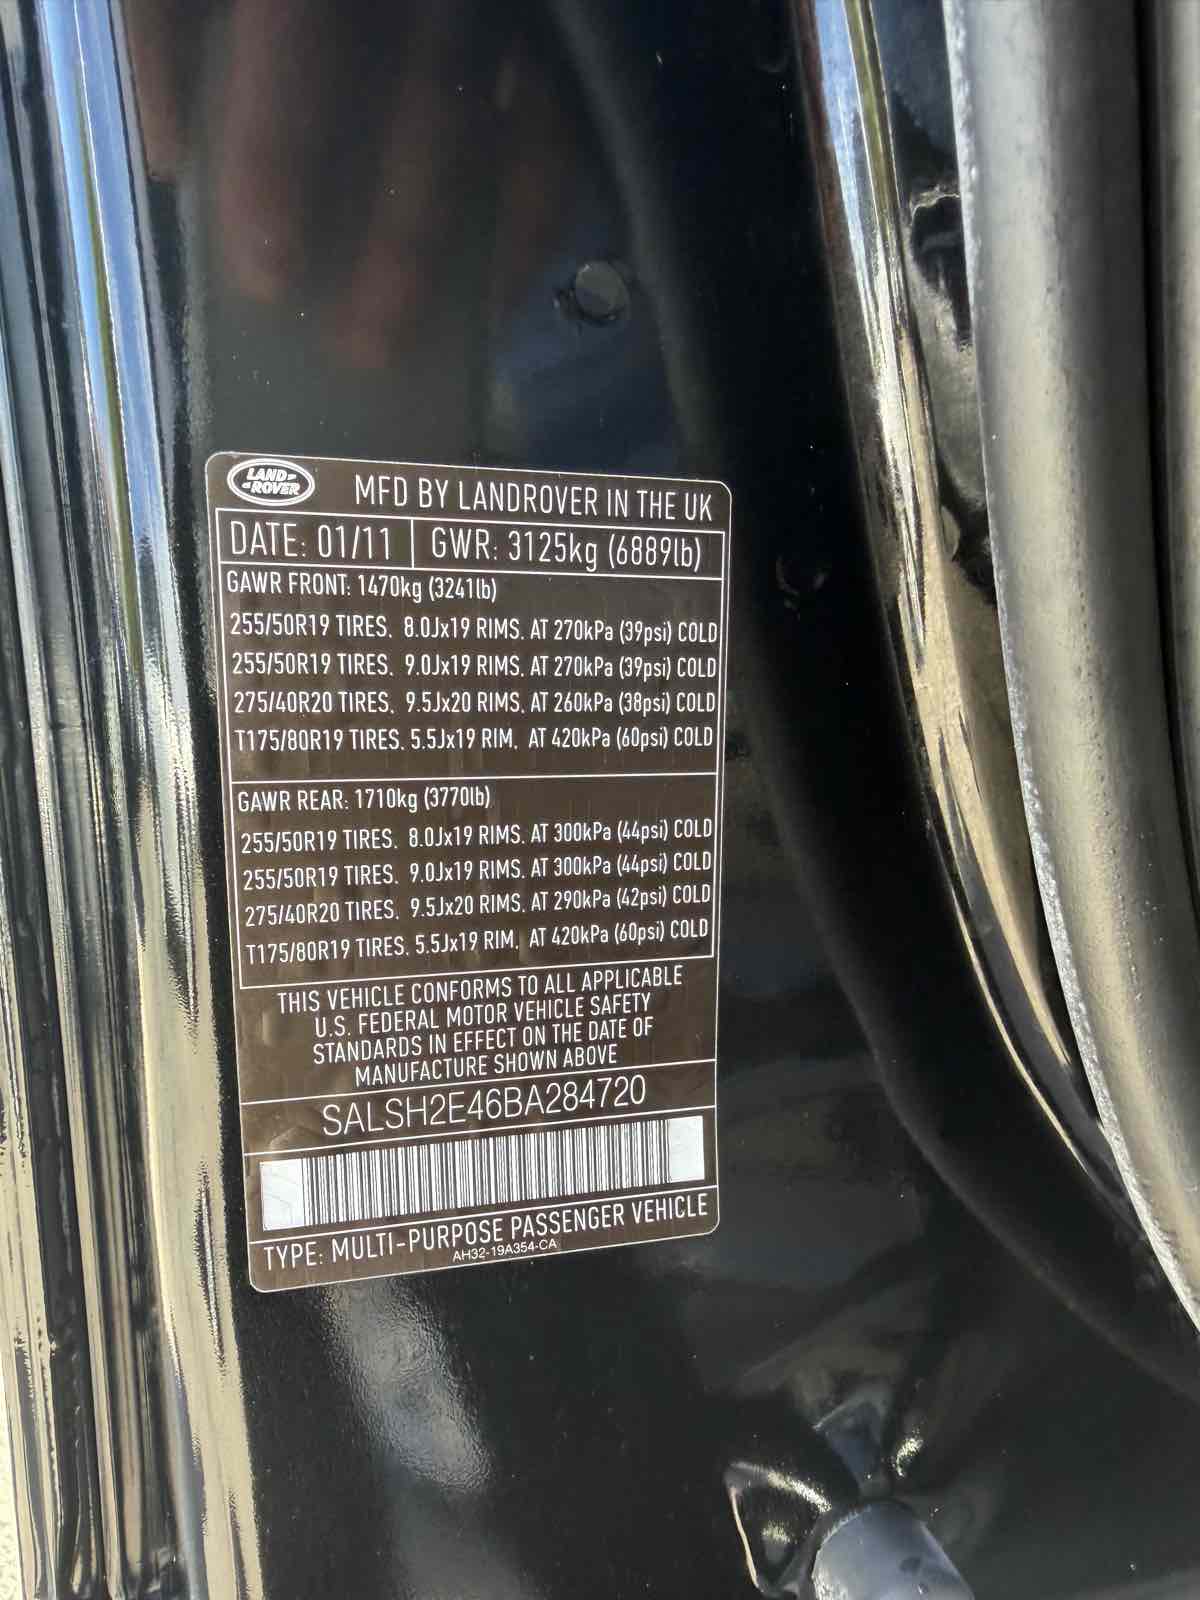 LAND-
-ROVER
MFD BY LANDROVER IN THE UK
DATE: 01/11 GWR: 3125kg (6889lb)
GAWR FRONT: 1470kg (3241lb)
255/50R19 TIRES, 8.0Jx19 RIMS, AT 270kPa (39psi) COLD
255/50R19 TIRES, 9.0Jx19 RIMS, AT 270kPa (39psi) COLD
275/40R20 TIRES, 9.5Jx20 RIMS, AT 260kPa (38psi) COLD
T175/80R19 TIRES, 5.5Jx19 RIM, AT 420kPa (60psi) COLD
GAWR REAR: 1710kg (3770lb)
255/50R19 TIRES, 8.0Jx19 RIMS, AT 300kPa (44psi) COLD
255/50R19 TIRES, 9.0Jx19 RIMS, AT 300kPa (44psi) COLD
275/40R20 TIRES, 9.5Jx20 RIMS, AT 290kPa (42psi) COLD
T175/80R19 TIRES, 5.5Jx19 RIM, AT 420kPa (60psi) COLD
THIS VEHICLE CONFORMS TO ALL APPLICABLE
U.S. FEDERAL MOTOR VEHICLE SAFETY
STANDARDS IN EFFECT ON THE DATE OF
MANUFACTURE SHOWN ABOVE
SALSH2E46BA284720
TYPE: MULTI-PURPOSE PASSENGER VEHICLE
AH32-19A354-CA